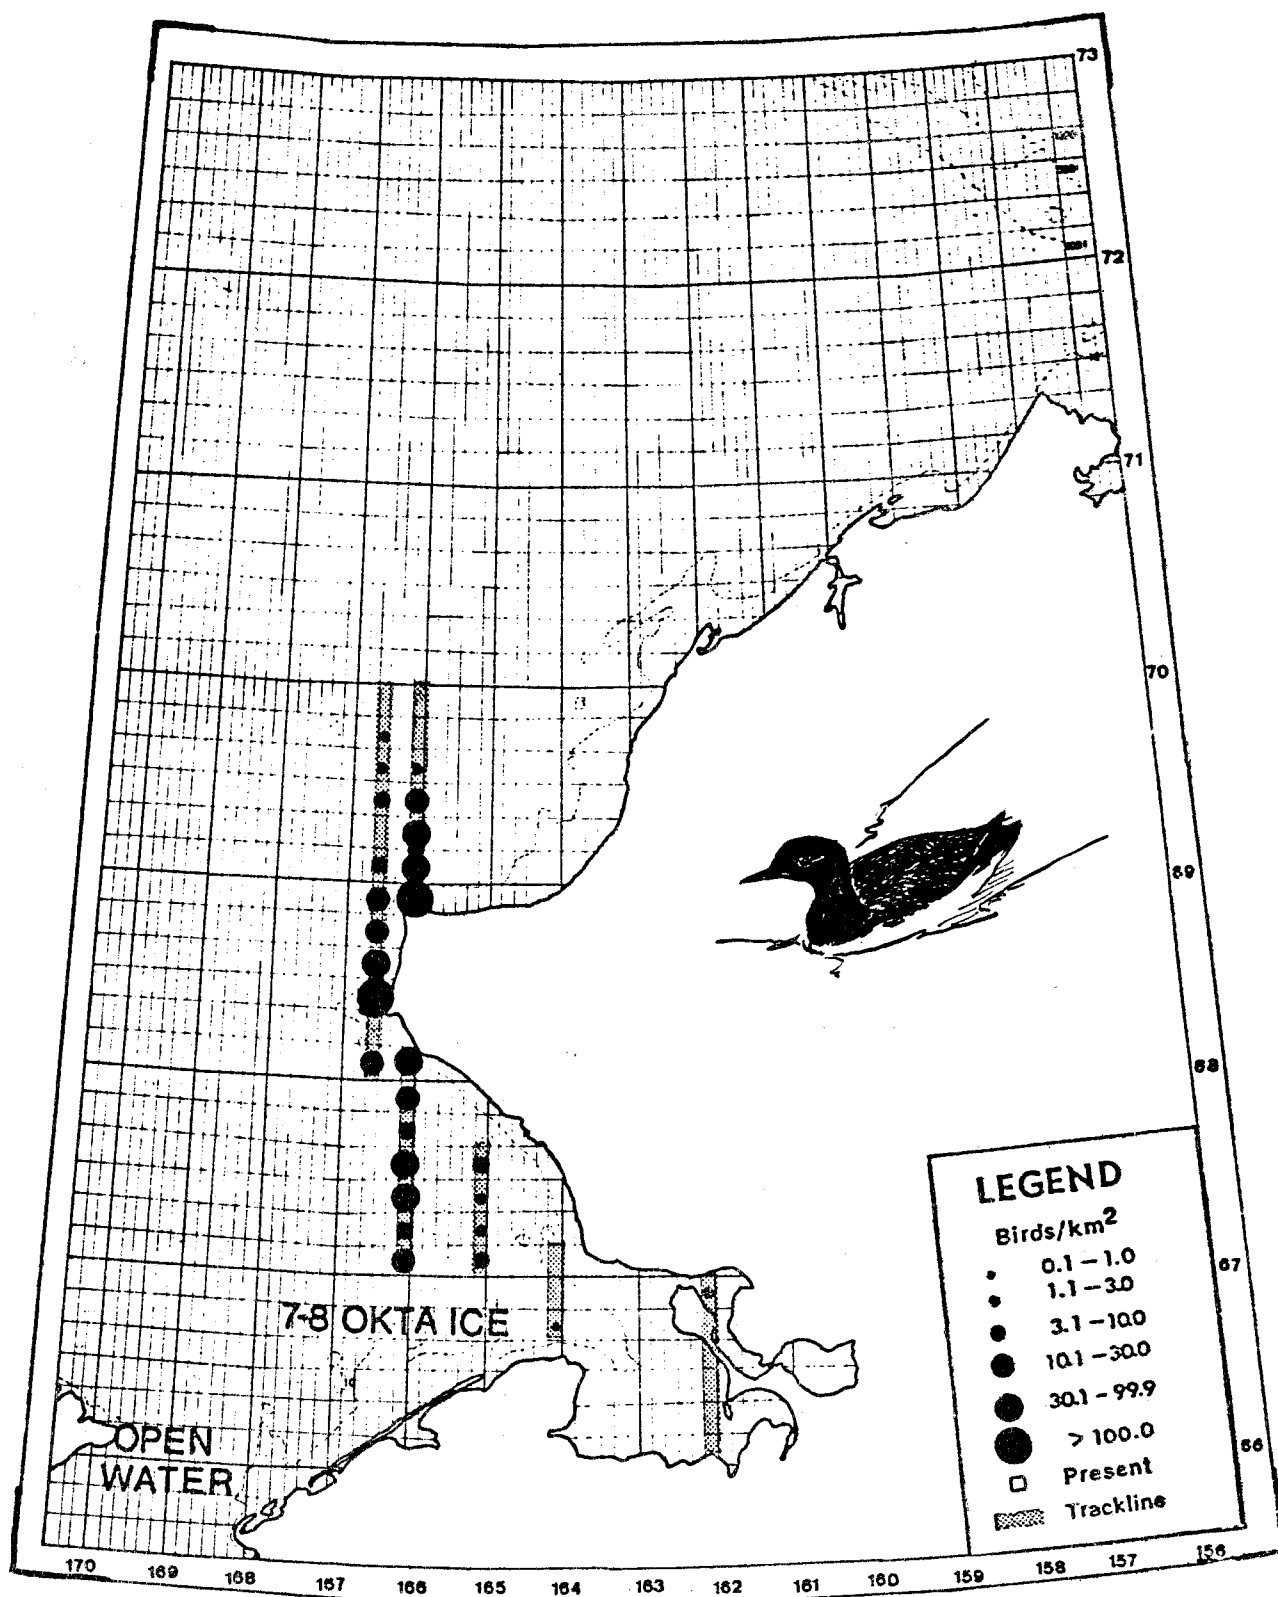 73
72
71
70
69
68
7-8 OKTA ICE
OPEN
WATER
LEGEND
Birds/km²
0.1 – 1.0
1.1 – 3.0
3.1 – 10.0
10.1 – 30.0
30.1 – 99.9
> 100.0
Present
Trackline
67
66
170 169 168 167 166 165 164 163 162 161 160 159 158 157 156